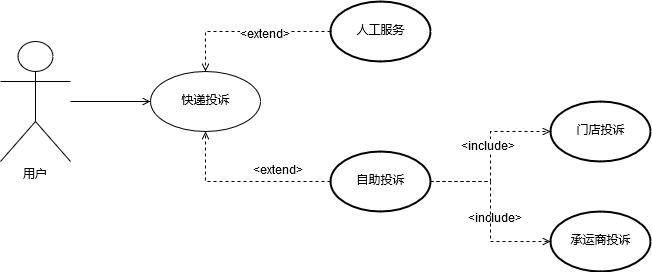 人工服务
<extend>
快递投诉
门店投诉
<include>
用户
<extend>
自助投诉
<include>
承运商投诉